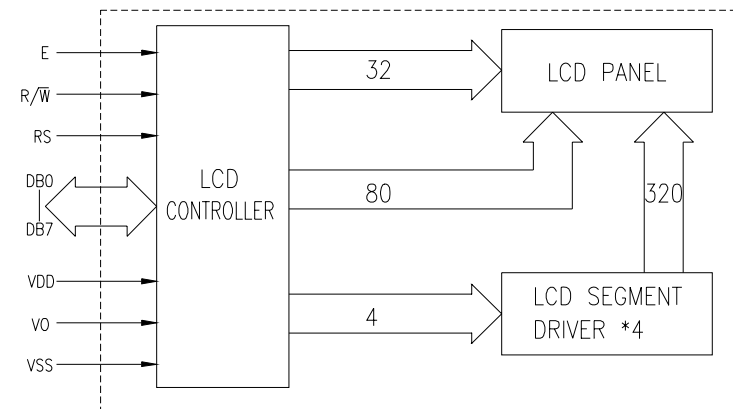 E
R/W̅
RS
DB0
DB7
VDD
VO
VSS
LCD
CONTROLLER
32
80
4
LCD PANEL
320
LCD SEGMENT
DRIVER *4